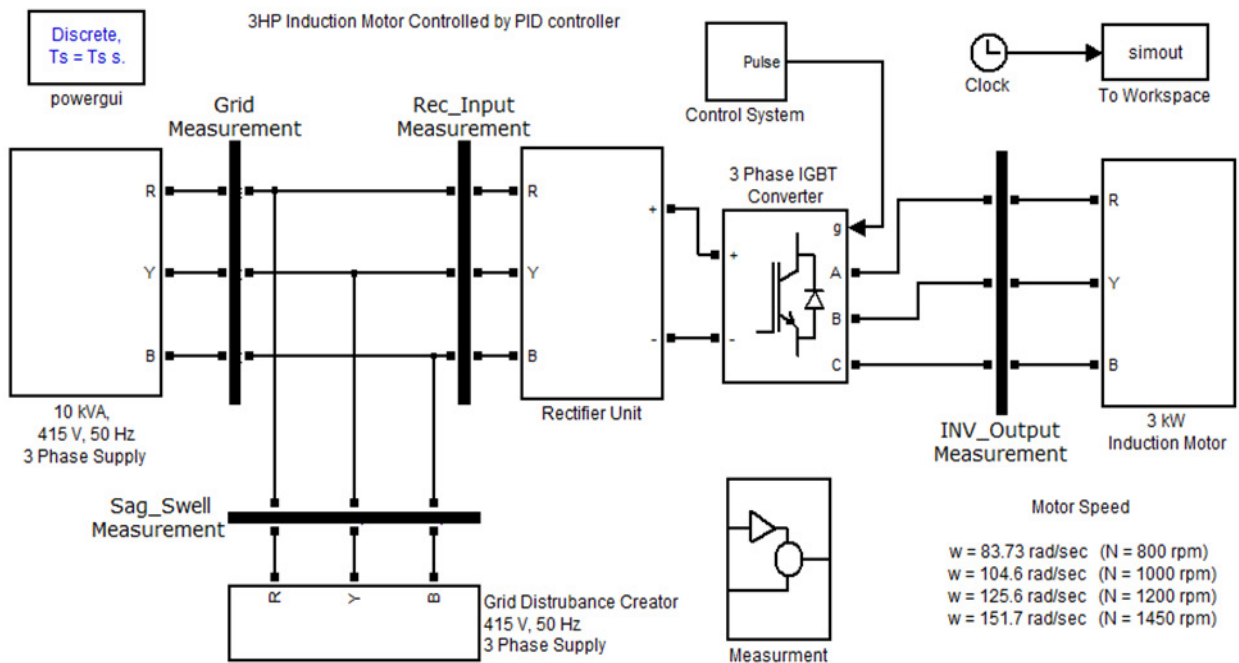 3HP Induction Motor Controlled by PID controller
Discrete,
Ts = Ts s.
powergui
Pulse
Control System
Clock
simout
To Workspace
Grid
Measurement
Rec_Input
Measurement
R
Y
B
10 kVA,
415 V, 50 Hz
3 Phase Supply
R
Y
B
+
-
Rectifier Unit
3 Phase IGBT
Converter
+
-
g
A
B
C
INV_Output
Measurement
R
Y
B
3 kW
Induction Motor
Sag_Swell
Measurement
R
Y
B
Grid Distrubance Creator
415 V, 50 Hz
3 Phase Supply
Measurment
Motor Speed
w = 83.73 rad/sec (N = 800 rpm)
w = 104.6 rad/sec (N = 1000 rpm)
w = 125.6 rad/sec (N = 1200 rpm)
w = 151.7 rad/sec (N = 1450 rpm)